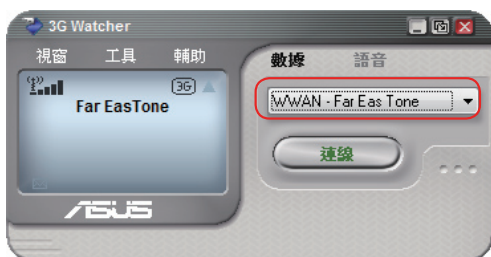 3G Watcher
視窗 工具 輔助
3G
Far EasTone
ASUS
數據 語音
WWAN - Far Eas Tone
連線